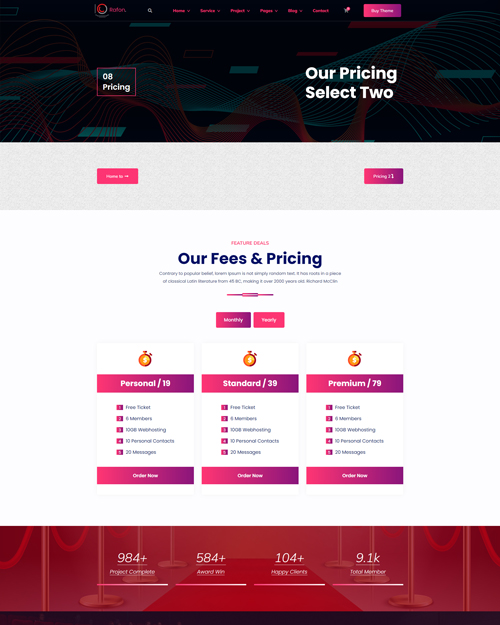 Rafon.
Home
Service
Project
Pages
Blog
Contact
Buy Theme
08
Pricing
Our Pricing
Select Two
Home to →
FEATURE DEALS
Our Fees & Pricing
Contrary to popular belief, lorem Ipsum is not simply random text. It has roots in a piece
of classical Latin literature from 45 BC, making it over 2000 years old. Richard McClin
Monthly
Yearly
Personal / 19
1 Free Ticket
2 6 Members
3 10GB Webhosting
4 10 Personal Contacts
5 20 Messages
Order Now
Standard / 39
1 Free Ticket
2 6 Members
3 10GB Webhosting
4 10 Personal Contacts
5 20 Messages
Order Now
Premium / 79
1 Free Ticket
2 6 Members
3 10GB Webhosting
4 10 Personal Contacts
5 20 Messages
Order Now
984+
Project Complete
584+
Award Win
104+
Happy Clients
9.1k
Total Member